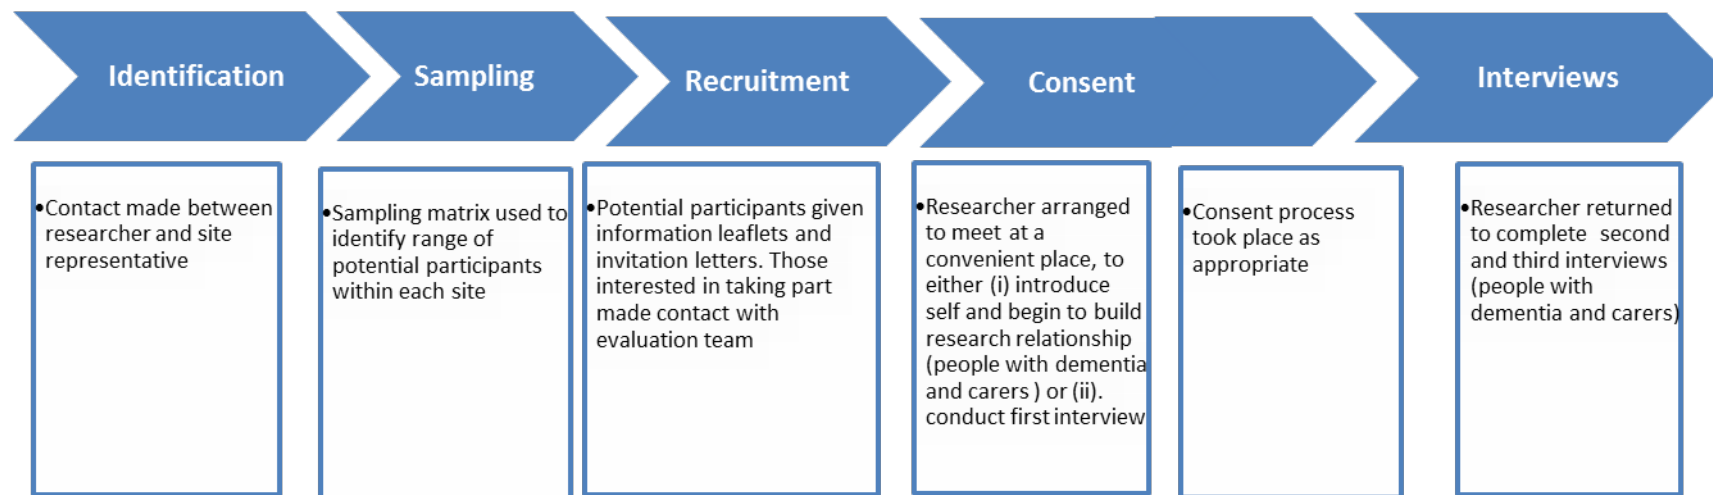 Identification
Sampling
Recruitment
Consent
Interviews
•Contact made between
researcher and site
representative
•Sampling matrix used to
identify range of
potential participants
within each site
•Potential participants given
information leaflets and
invitation letters. Those
interested in taking part
made contact with
evaluation team
•Researcher arranged
to meet at a
convenient place, to
either (i) introduce
self and begin to build
research relationship
(people with dementia
and carers ) or (ii).
conduct first interview
•Consent process
took place as
appropriate
•Researcher returned
to complete second
and third interviews
(people with
dementia and carers)